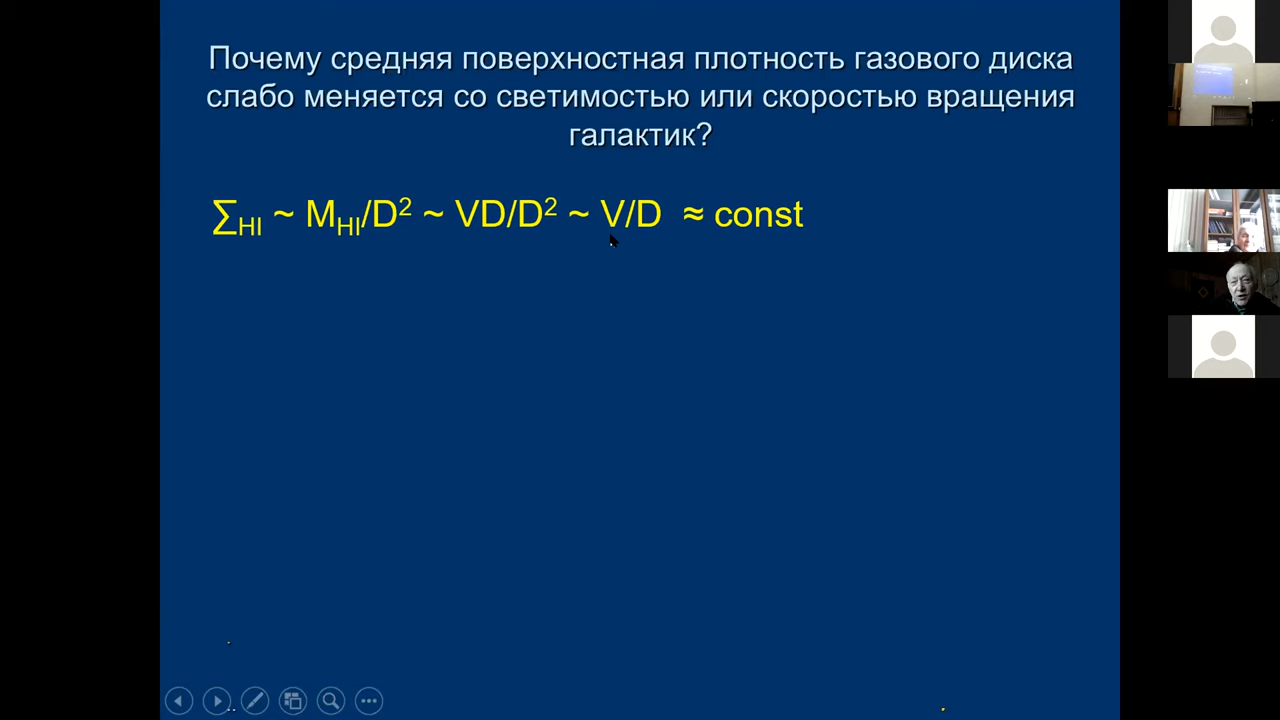 Почему средняя поверхностная плотность газового диска
слабо меняется со светимостью или скоростью вращения
галактик?
∑HI ~ MHI/D² ~ VD/D² ~ V/D ≈ const